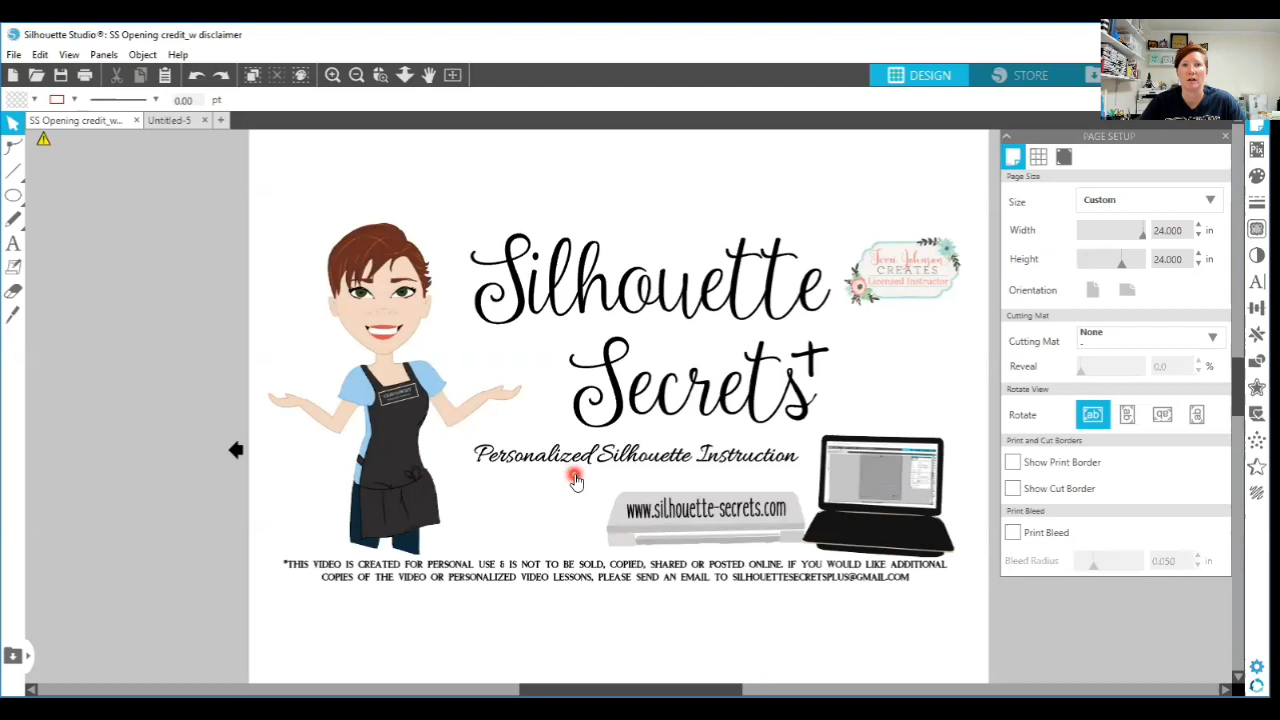 Silhouette Studio®: SS Opening credit_w disclaimer
File Edit View Panels Object Help
DESIGN
STORE
0.00 pt
SS Opening credit_w...
Untitled-5
PAGE SETUP
Page Size
Size Custom
Width 24.000 in
Height 24.000 in
Orientation
Cutting Mat
Cutting Mat None
-
Reveal 0.0 %
Rotate View
Rotate
Print and Cut Borders
Show Print Border
Show Cut Border
Print Bleed
Print Bleed
Bleed Radius 0.050 in
Silhouette
Secrets+
CREATES
Licensed Instructor
Personalized Silhouette Instruction
www.silhouette-secrets.com
*THIS VIDEO IS CREATED FOR PERSONAL USE & IS NOT TO BE SOLD, COPIED, SHARED OR POSTED ONLINE. IF YOU WOULD LIKE ADDITIONAL
COPIES OF THE VIDEO OR PERSONALIZED VIDEO LESSONS, PLEASE SEND AN EMAIL TO SILHOUETTESECRETSPLUS@GMAIL.COM